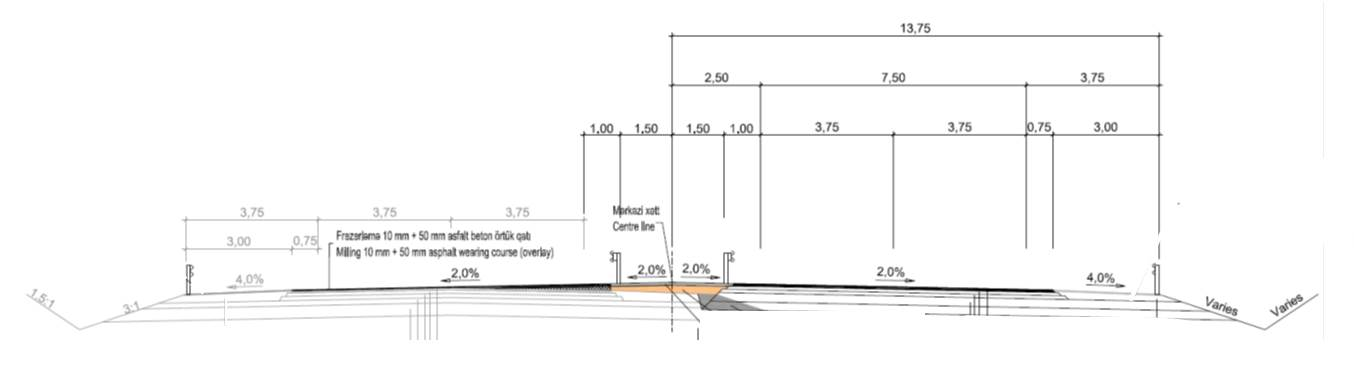 13,75
2,50 7,50 3,75
1,00 1,50 1,50 1,00 3,75 3,75 0,75 3,00
3,75 3,75 3,75
Mərkəzi xətt
Centre line
3,00 0,75
Frezerləmə 10 mm + 50 mm asfalt beton örtük qatı
Milling 10 mm + 50 mm asphalt wearing course (overlay)
4,0% 2,0% 2,0% 2,0% 2,0% 4,0%
1.5:1 3:1 Varies Varies